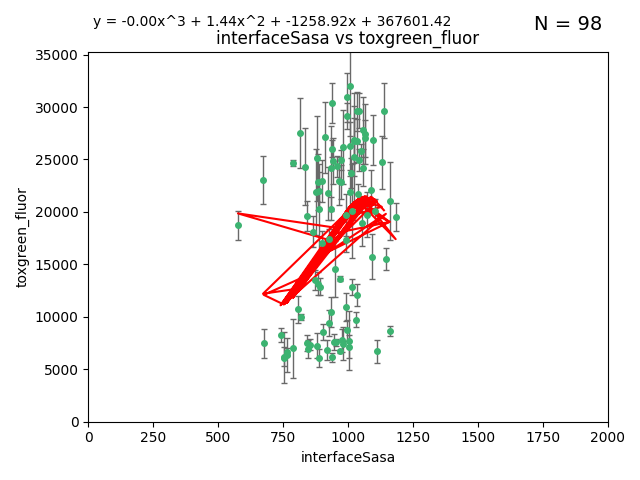 y = -0.00x^3 + 1.44x^2 + -1258.92x + 367601.42
N = 98
interfaceSasa vs toxgreen_fluor
35000
30000
25000
20000
15000
10000
5000
0
toxgreen_fluor
0 250 500 750 1000 1250 1500 1750 2000
interfaceSasa